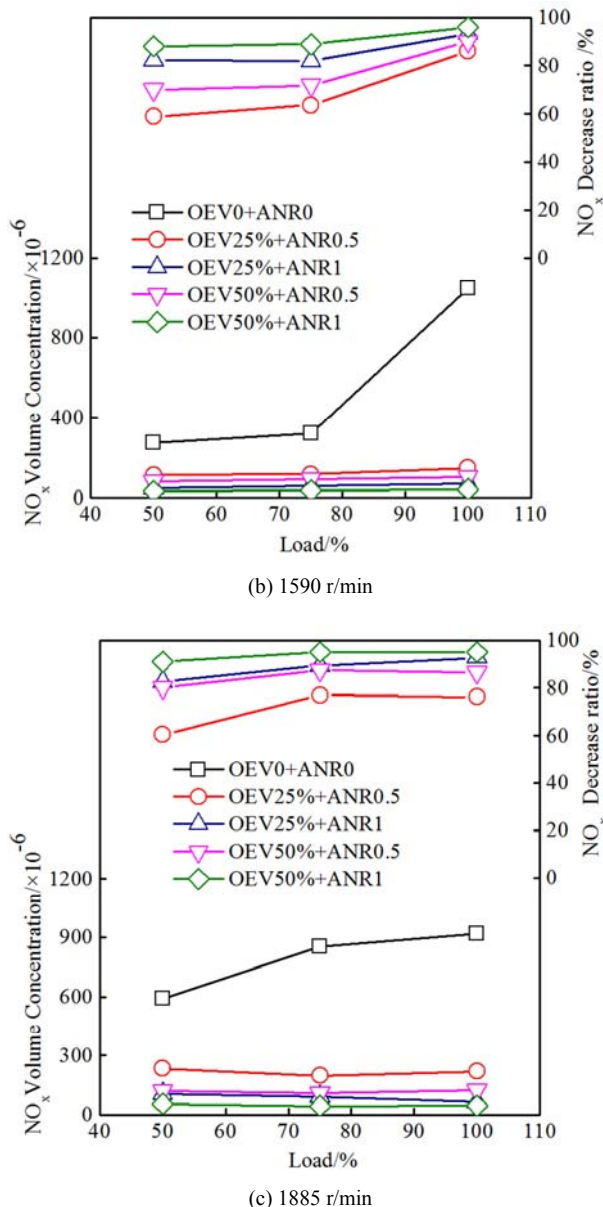 100
80
60
40
20
0
NOx Decrease ratio /%
OEV0+ANR0
OEV25%+ANR0.5
OEV25%+ANR1
OEV50%+ANR0.5
OEV50%+ANR1
1200
800
400
0
NOx Volume Concentration/×10-6
40 50 60 70 80 90 100 110
Load/%
(b) 1590 r/min
100
80
60
40
20
0
NOx Decrease ratio/%
OEV0+ANR0
OEV25%+ANR0.5
OEV25%+ANR1
OEV50%+ANR0.5
OEV50%+ANR1
1200
900
600
300
0
NOx Volume Concentration/×10-6
40 50 60 70 80 90 100 110
Load/%
(c) 1885 r/min